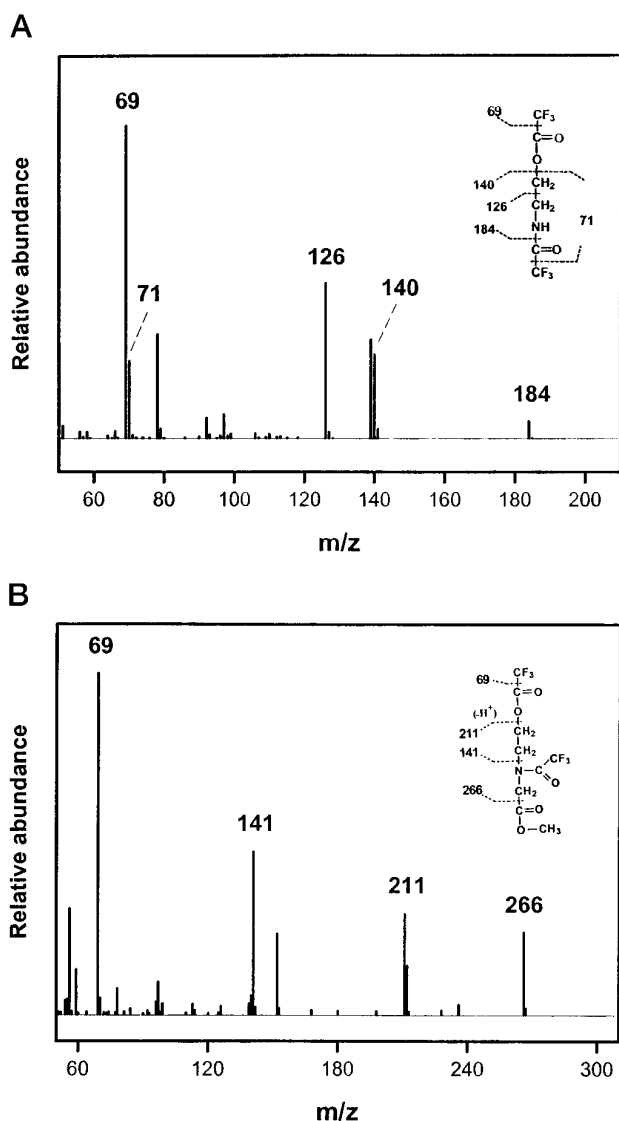 A
Relative abundance
69
71
126
140
184
69
CF3
C=O
O
140
CH2
126
CH2
71
NH
184
C=O
CF3
60 80 100 120 140 160 180 200
m/z
B
Relative abundance
69
141
211
266
CF3
69
C=O
O
(-H+)
211
CH2
CH2
CF3
141
N-C
O
CH2
266
C=O
O-CH3
60 120 180 240 300
m/z